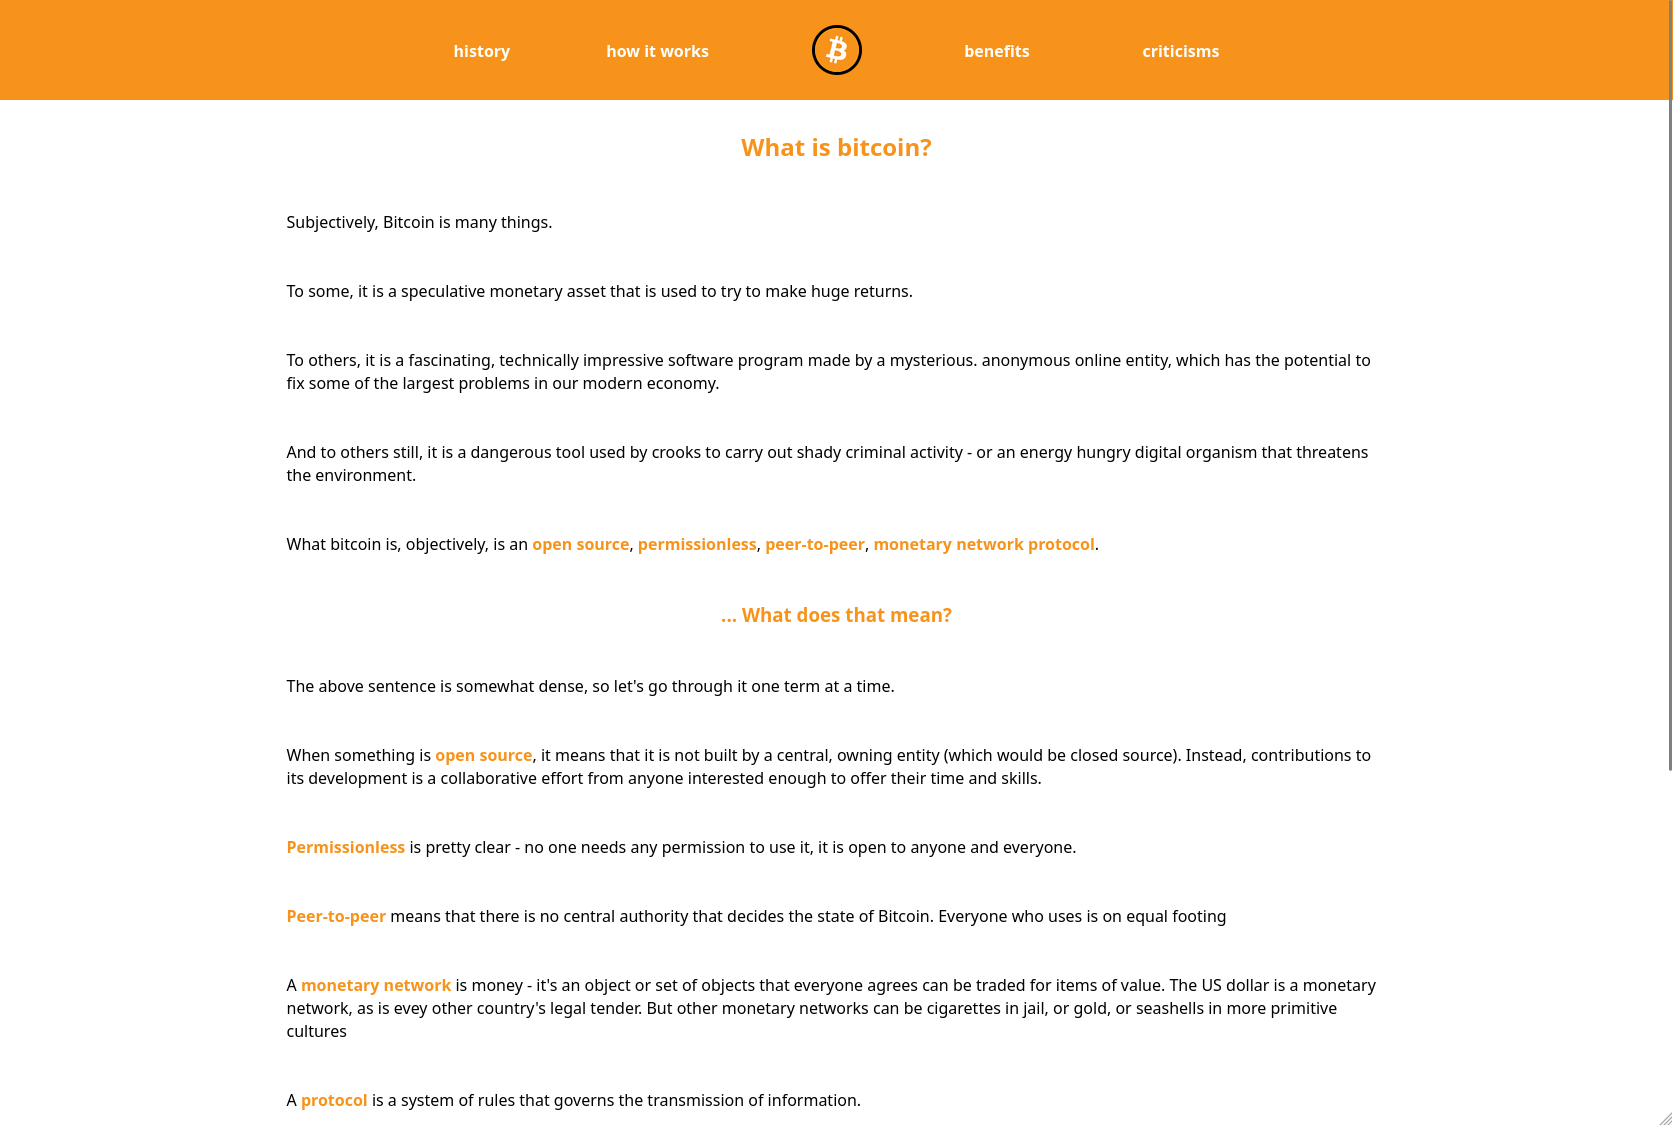 history how it works benefits criticisms
What is bitcoin?
Subjectively, Bitcoin is many things.
To some, it is a speculative monetary asset that is used to try to make huge returns.
To others, it is a fascinating, technically impressive software program made by a mysterious. anonymous online entity, which has the potential to
fix some of the largest problems in our modern economy.
And to others still, it is a dangerous tool used by crooks to carry out shady criminal activity - or an energy hungry digital organism that threatens
the environment.
What bitcoin is, objectively, is an open source, permissionless, peer-to-peer, monetary network protocol.
... What does that mean?
The above sentence is somewhat dense, so let's go through it one term at a time.
When something is open source, it means that it is not built by a central, owning entity (which would be closed source). Instead, contributions to
its development is a collaborative effort from anyone interested enough to offer their time and skills.
Permissionless is pretty clear - no one needs any permission to use it, it is open to anyone and everyone.
Peer-to-peer means that there is no central authority that decides the state of Bitcoin. Everyone who uses is on equal footing
A monetary network is money - it's an object or set of objects that everyone agrees can be traded for items of value. The US dollar is a monetary
network, as is evey other country's legal tender. But other monetary networks can be cigarettes in jail, or gold, or seashells in more primitive
cultures
A protocol is a system of rules that governs the transmission of information.